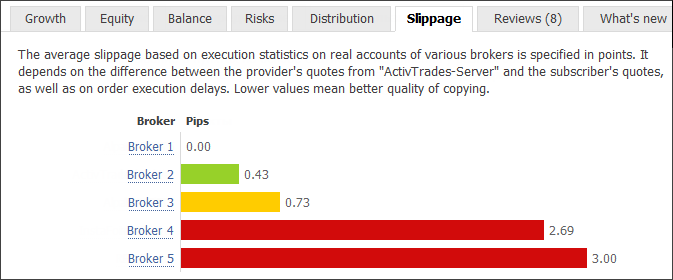 Growth Equity Balance Risks Distribution Slippage Reviews (8) What's new
The average slippage based on execution statistics on real accounts of various brokers is specified in points. It
depends on the difference between the provider's quotes from "ActivTrades-Server" and the subscriber's quotes,
as well as on order execution delays. Lower values mean better quality of copying.
Broker Pips
Broker 1 0.00
Broker 2 0.43
Broker 3 0.73
Broker 4 2.69
Broker 5 3.00